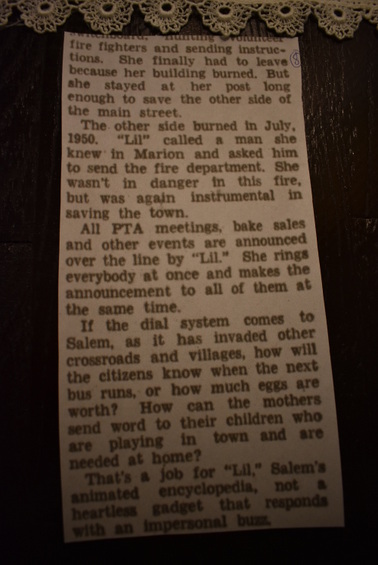 switchboard, hunting volunteer
fire fighters and sending instruc-
tions. She finally had to leave
because her building burned. But
she stayed at her post long
enough to save the other side of
the main street.
The other side burned in July,
1950. "Lil" called a man she
knew in Marion and asked him
to send the fire department. She
wasn't in danger in this fire,
but was again instrumental in
saving the town.
All PTA meetings, bake sales
and other events are announced
over the line by "Lil." She rings
everybody at once and makes the
announcement to all of them at
the same time.
If the dial system comes to
Salem, as it has invaded other
crossroads and villages, how will
the citizens know when the next
bus runs, or how much eggs are
worth? How can the mothers
send word to their children who
are playing in town and are
needed at home?
That's a job for "Lil," Salem's
animated encyclopedia, not a
heartless gadget that responds
with an impersonal buzz.